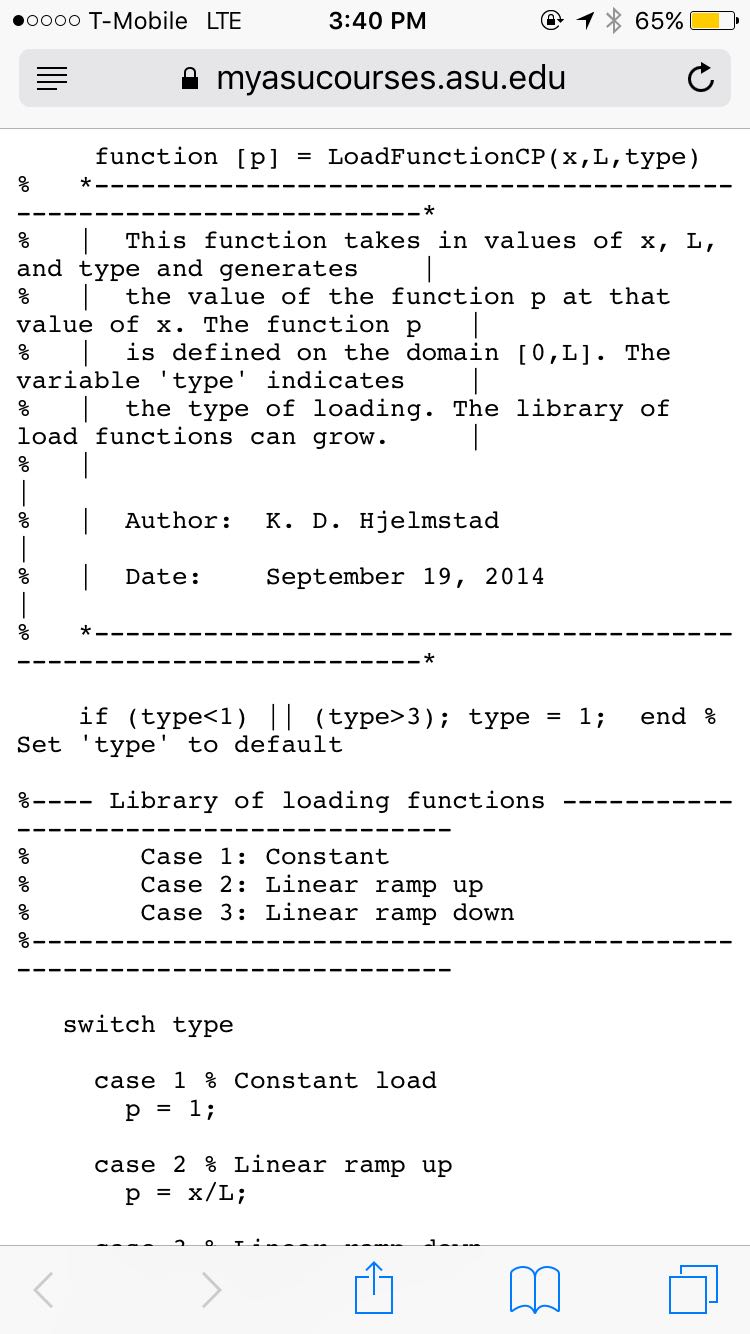 T-Mobile LTE 3:40 PM 65%
myasucourses.asu.edu
function [p] = LoadFunctionCP(x,L,type)
%   *-----------------------------------------
--------------------------*
%   |  This function takes in values of x, L,
and type and generates    |
%   |  the value of the function p at that
value of x. The function p   |
%   |  is defined on the domain [0,L]. The
variable 'type' indicates    |
%   |  the type of loading. The library of
load functions can grow.     |
%   |
|
%   |  Author:  K. D. Hjelmstad
|
%   |  Date:    September 19, 2014
|
%   *-----------------------------------------
--------------------------*
if (type<1) || (type>3); type = 1;  end %
Set 'type' to default
%---- Library of loading functions -----------
----------------------------
%       Case 1: Constant
%       Case 2: Linear ramp up
%       Case 3: Linear ramp down
%---------------------------------------------
----------------------------
switch type
case 1 % Constant load
p = 1;
case 2 % Linear ramp up
p = x/L;